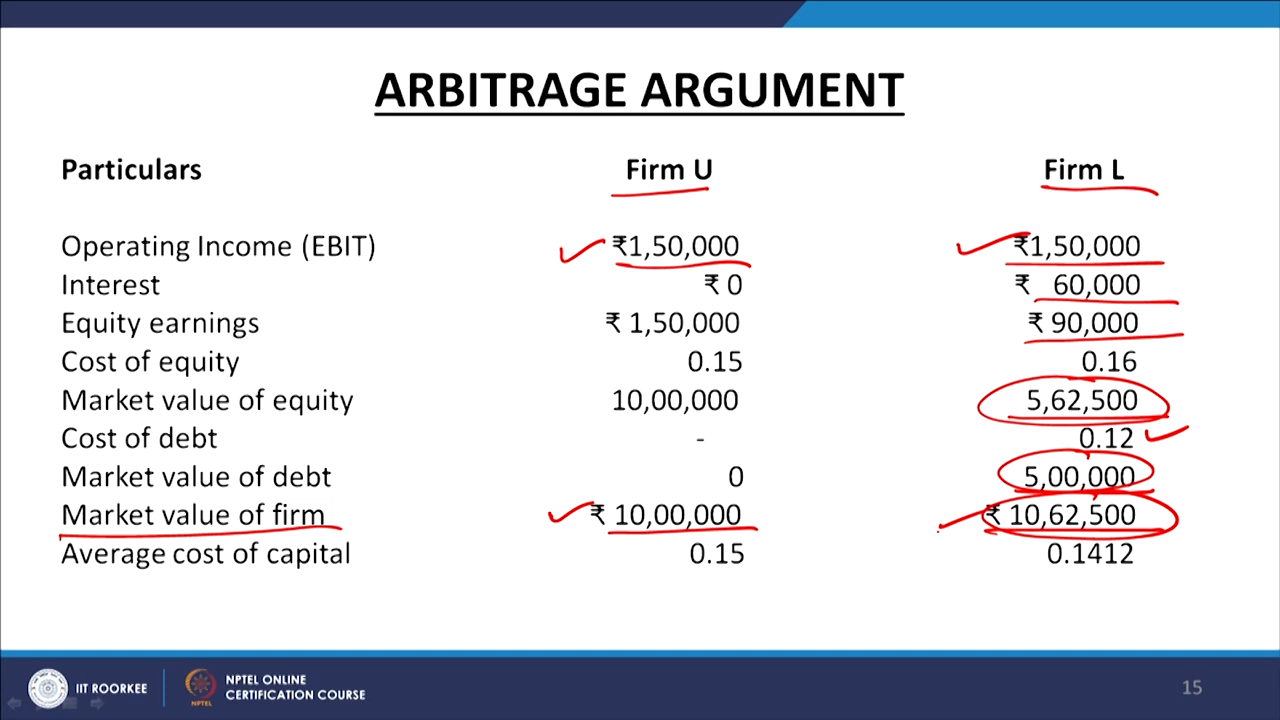 ARBITRAGE ARGUMENT
Particulars Firm U Firm L
Operating Income (EBIT) ₹1,50,000 ₹1,50,000
Interest ₹ 0 ₹ 60,000
Equity earnings ₹ 1,50,000 ₹ 90,000
Cost of equity 0.15 0.16
Market value of equity 10,00,000 5,62,500
Cost of debt - 0.12
Market value of debt 0 5,00,000
Market value of firm ₹ 10,00,000 ₹ 10,62,500
Average cost of capital 0.15 0.1412
IIT ROORKEE
NPTEL
NPTEL ONLINE
CERTIFICATION COURSE
15